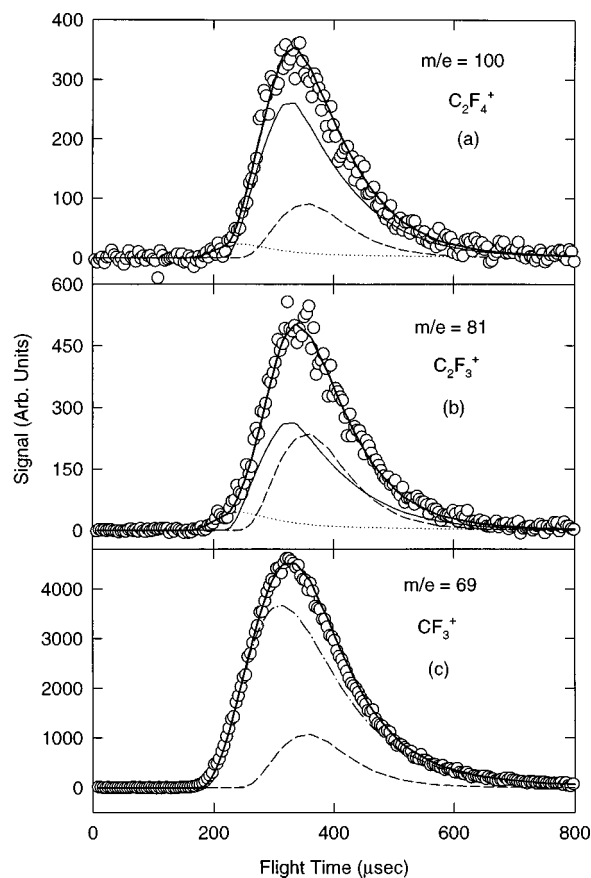 400
300
200
100
0
m/e = 100
C₂F₄⁺
(a)
600
450
300
150
0
m/e = 81
C₂F₃⁺
(b)
4000
3000
2000
1000
0
m/e = 69
CF₃⁺
(c)
Signal (Arb. Units)
0 200 400 600 800
Flight Time (μsec)